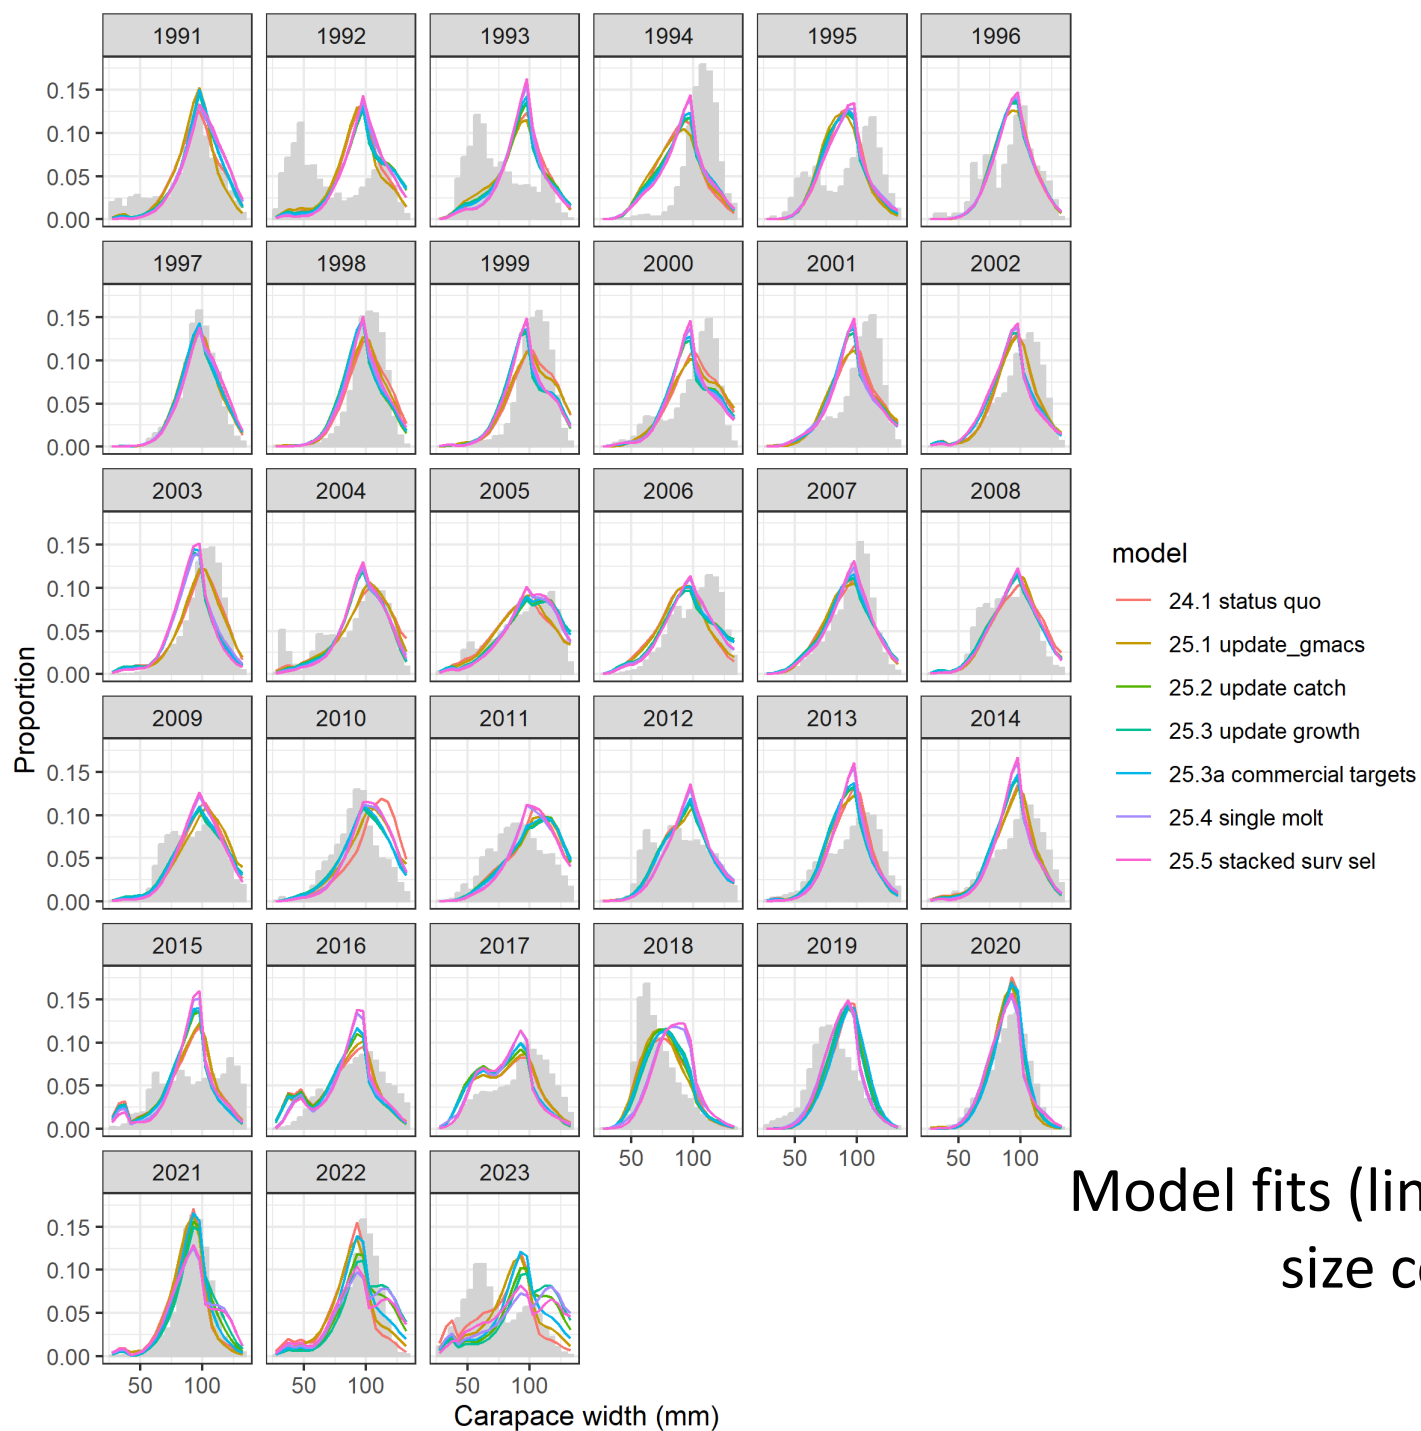 1991 1992 1993 1994 1995 1996
0.15
0.10
0.05
0.00
1997 1998 1999 2000 2001 2002
0.15
0.10
0.05
0.00
2003 2004 2005 2006 2007 2008
0.15
0.10
0.05
0.00
2009 2010 2011 2012 2013 2014
0.15
0.10
0.05
0.00
2015 2016 2017 2018 2019 2020
0.15
0.10
0.05
0.00
50 100 50 100 50 100
2021 2022 2023
0.15
0.10
0.05
0.00
50 100 50 100 50 100
Proportion
Carapace width (mm)
model
24.1 status quo
25.1 update_gmacs
25.2 update catch
25.3 update growth
25.3a commercial targets
25.4 single molt
25.5 stacked surv sel
Model fits (lin
size c